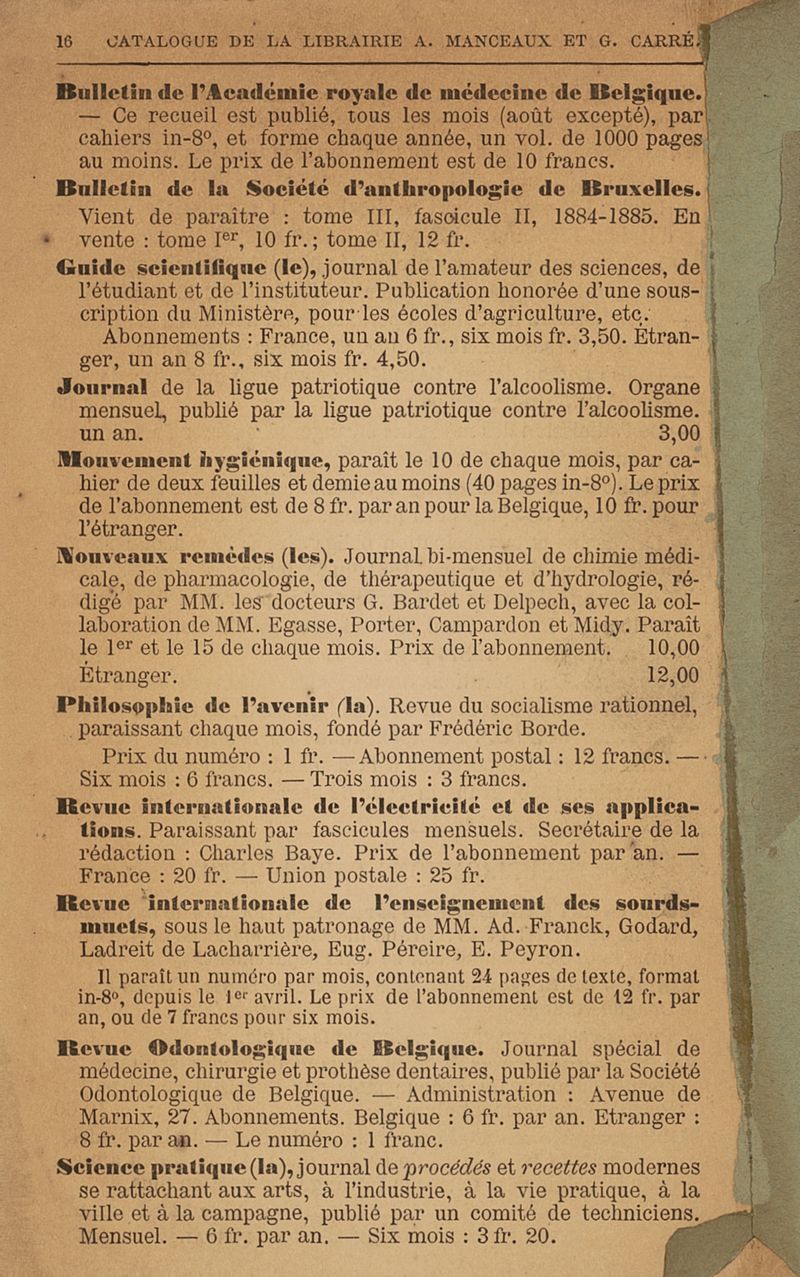 16 CATALOGUE DE LA LIBRAIRIE A. MANCEAUX ET G. CARRÉ.
Bulletin de l'Académie royale de médecine de Belgique.
— Ce recueil est publié, tous les mois (août excepté), par
cahiers in-8º, et forme chaque année, un vol. de 1000 pages
au moins. Le prix de l'abonnement est de 10 francs.
Bulletin de la Société d'anthropologie de Bruxelles.
Vient de paraître : tome III, fascicule II, 1884-1885. En
vente : tome Ier, 10 fr.; tome II, 12 fr.
Guide scientifique (le), journal de l'amateur des sciences, de
l'étudiant et de l'instituteur. Publication honorée d'une sous-
cription du Ministère, pour les écoles d'agriculture, etc.
Abonnements : France, un an 6 fr., six mois fr. 3,50. Étran-
ger, un an 8 fr., six mois fr. 4,50.
Journal de la ligue patriotique contre l'alcoolisme. Organe
mensuel, publié par la ligue patriotique contre l'alcoolisme.
un an. 3,00
Mouvement hygiénique, paraît le 10 de chaque mois, par ca-
hier de deux feuilles et demie au moins (40 pages in-8º). Le prix
de l'abonnement est de 8 fr. par an pour la Belgique, 10 fr. pour
l'étranger.
Nouveaux remèdes (les). Journal bi-mensuel de chimie médi-
cale, de pharmacologie, de thérapeutique et d'hydrologie, ré-
digé par MM. les docteurs G. Bardet et Delpech, avec la col-
laboration de MM. Egasse, Porter, Campardon et Midy. Paraît
le 1er et le 15 de chaque mois. Prix de l'abonnement. 10,00
Étranger. 12,00
Philosophie de l'avenir (la). Revue du socialisme rationnel,
paraissant chaque mois, fondé par Frédéric Borde.
Prix du numéro : 1 fr. — Abonnement postal : 12 francs. —
Six mois : 6 francs. — Trois mois : 3 francs.
Revue internationale de l'électricité et de ses applica-
tions. Paraissant par fascicules mensuels. Secrétaire de la
rédaction : Charles Baye. Prix de l'abonnement par an. —
France : 20 fr. — Union postale : 25 fr.
Revue internationale de l'enseignement des sourds-
muets, sous le haut patronage de MM. Ad. Franck, Godard,
Ladreit de Lacharrière, Eug. Péreire, E. Peyron.
Il paraît un numéro par mois, contenant 24 pages de texte, format
in-8º, depuis le 1er avril. Le prix de l'abonnement est de 12 fr. par
an, ou de 7 francs pour six mois.
Revue Odontologique de Belgique. Journal spécial de
médecine, chirurgie et prothèse dentaires, publié par la Société
Odontologique de Belgique. — Administration : Avenue de
Marnix, 27. Abonnements. Belgique : 6 fr. par an. Etranger :
8 fr. par an. — Le numéro : 1 franc.
Science pratique (la), journal de procédés et recettes modernes
se rattachant aux arts, à l'industrie, à la vie pratique, à la
ville et à la campagne, publié par un comité de techniciens.
Mensuel. — 6 fr. par an. — Six mois : 3 fr. 20.